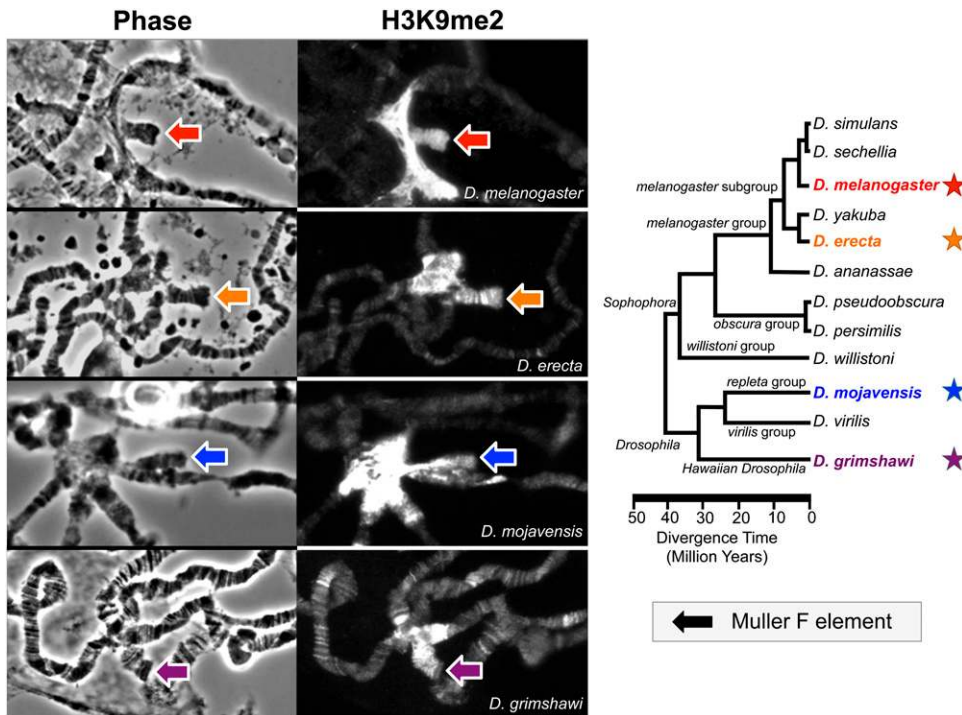 Phase
H3K9me2
D. melanogaster
D. erecta
D. mojavensis
D. grimshawi
D. simulans
D. sechellia
melanogaster subgroup
D. melanogaster
D. yakuba
melanogaster group
D. erecta
D. ananassae
Sophophora
D. pseudoobscura
obscura group
D. persimilis
willistoni group
D. willistoni
repleta group
D. mojavensis
D. virilis
Drosophila
virilis group
Hawaiian Drosophila
D. grimshawi
50 40 30 20 10 0
Divergence Time
(Million Years)
Muller F element